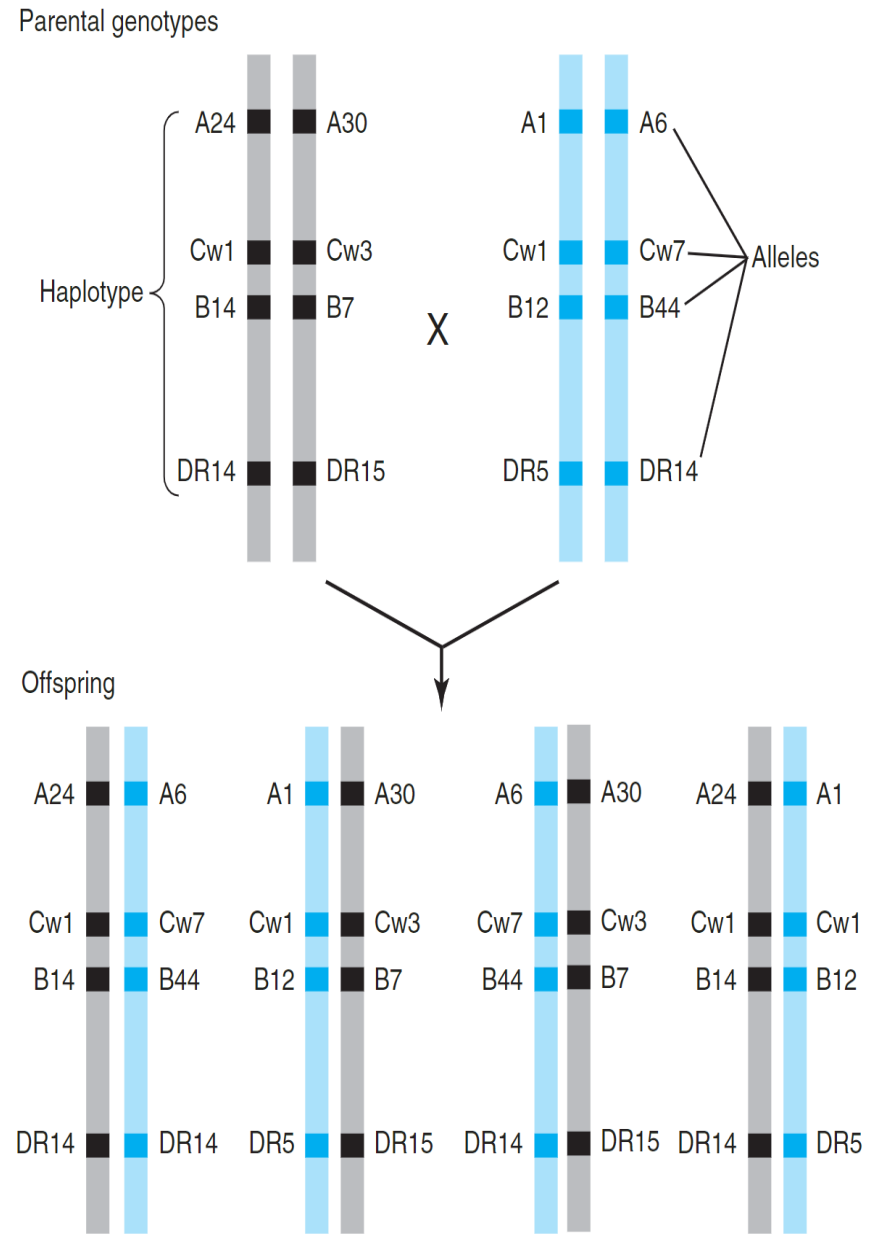 Parental genotypes
A24 A30 A1 A6
Cw1 Cw3 Cw1 Cw7 Alleles
Haplotype
B14 B7 B12 B44
X
DR14 DR15 DR5 DR14
Offspring
A24 A6 A1 A30 A6 A30 A24 A1
Cw1 Cw7 Cw1 Cw3 Cw7 Cw3 Cw1 Cw1
B14 B44 B12 B7 B44 B7 B14 B12
DR14 DR14 DR5 DR15 DR14 DR15 DR14 DR5